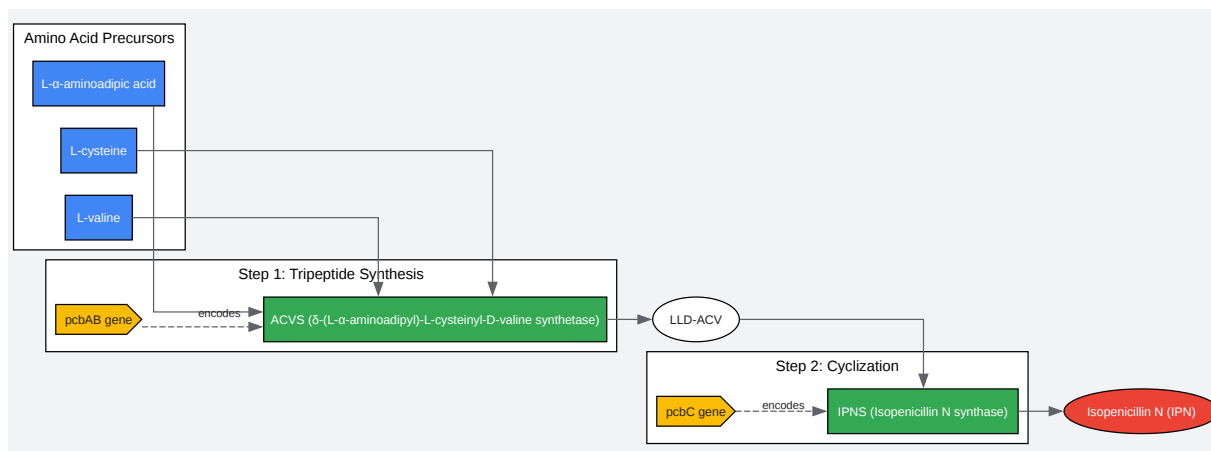 Amino Acid Precursors
L-α-aminoadipic acid
L-cysteine
L-valine
Step 1: Tripeptide Synthesis
pcbAB gene
encodes
ACVS (δ-(L-α-aminoadipyl)-L-cysteinyl-D-valine synthetase)
LLD-ACV
Step 2: Cyclization
pcbC gene
encodes
IPNS (Isopenicillin N synthase)
Isopenicillin N (IPN)